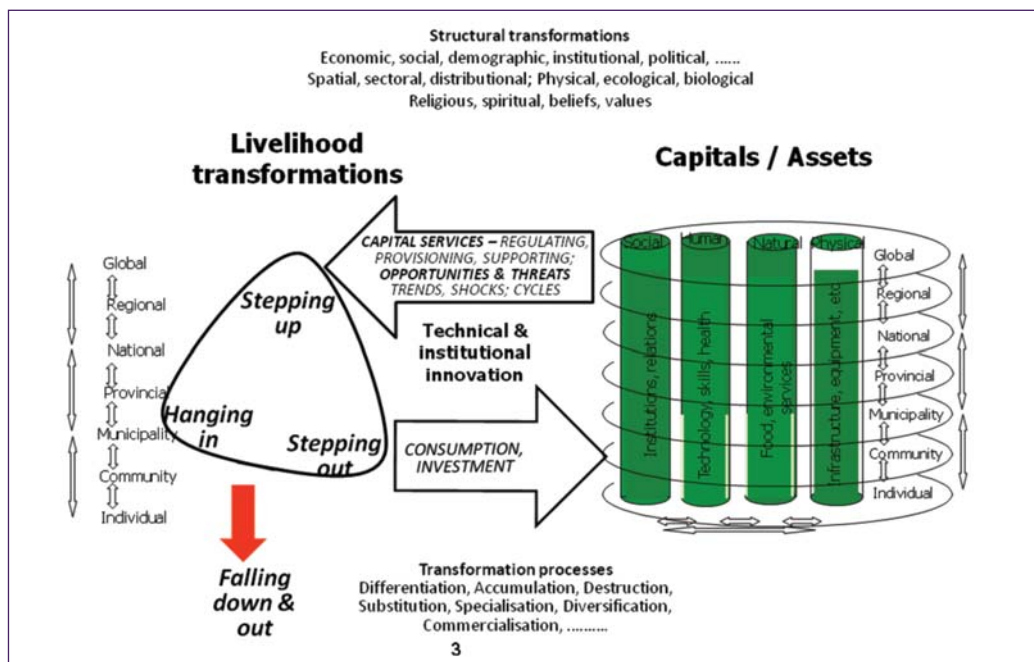 Structural transformations
Economic, social, demographic, institutional, political, ......
Spatial, sectoral, distributional; Physical, ecological, biological
Religious, spiritual, beliefs, values
Livelihood
transformations
Capitals / Assets
CAPITAL SERVICES – REGULATING,
PROVISIONING, SUPPORTING;
OPPORTUNITIES & THREATS
TRENDS, SHOCKS; CYCLES
Global
Regional
National
Provincial
Municipality
Community
Individual
Stepping
up
Hanging
in
Stepping
out
Technical &
institutional
innovation
CONSUMPTION,
INVESTMENT
Social
Human
Natural
Physical
Institutions, relations
Technology, skills, health
Food, environmental
services
Infrastructure, equipment, etc
Global
Regional
National
Provincial
Municipality
Community
Individual
Falling
down &
out
Transformation processes
Differentiation, Accumulation, Destruction,
Substitution, Specialisation, Diversification,
Commercialisation, ..........
3